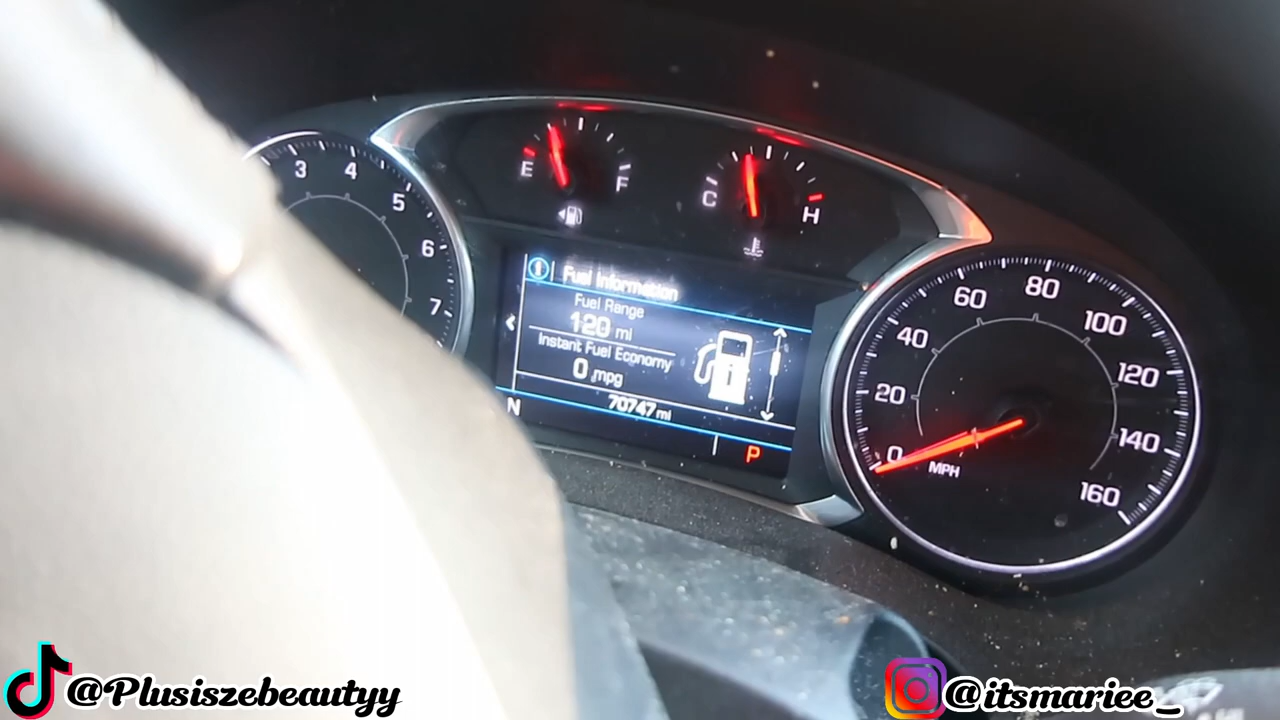 3 4 5 6 7
E F
C H
Fuel Information
Fuel Range
120 mi
Instant Fuel Economy
0 mpg
70747 mi
N
P
0 20 40 60 80 100 120 140 160
MPH
@Plusiszebeautyy
@itsmariee_